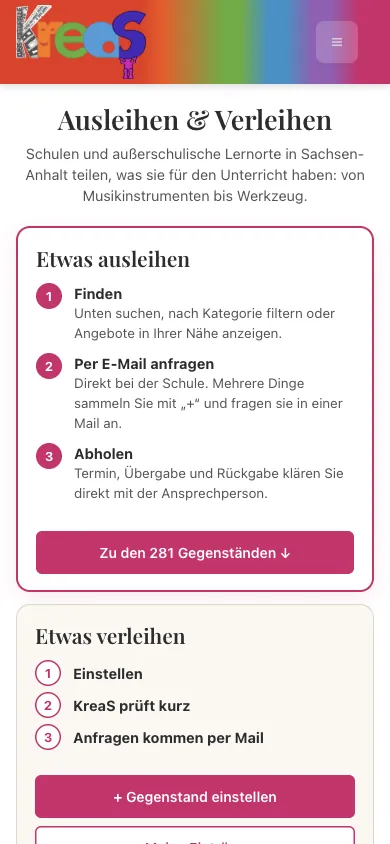 KreaS
Ausleihen & Verleihen
Schulen und außerschulische Lernorte in Sachsen-
Anhalt teilen, was sie für den Unterricht haben: von
Musikinstrumenten bis Werkzeug.
Etwas ausleihen
1 Finden
Unten suchen, nach Kategorie filtern oder
Angebote in Ihrer Nähe anzeigen.
2 Per E-Mail anfragen
Direkt bei der Schule. Mehrere Dinge
sammeln Sie mit „+“ und fragen sie in einer
Mail an.
3 Abholen
Termin, Übergabe und Rückgabe klären Sie
direkt mit der Ansprechperson.
Zu den 281 Gegenständen ↓
Etwas verleihen
1 Einstellen
2 KreaS prüft kurz
3 Anfragen kommen per Mail
+ Gegenstand einstellen